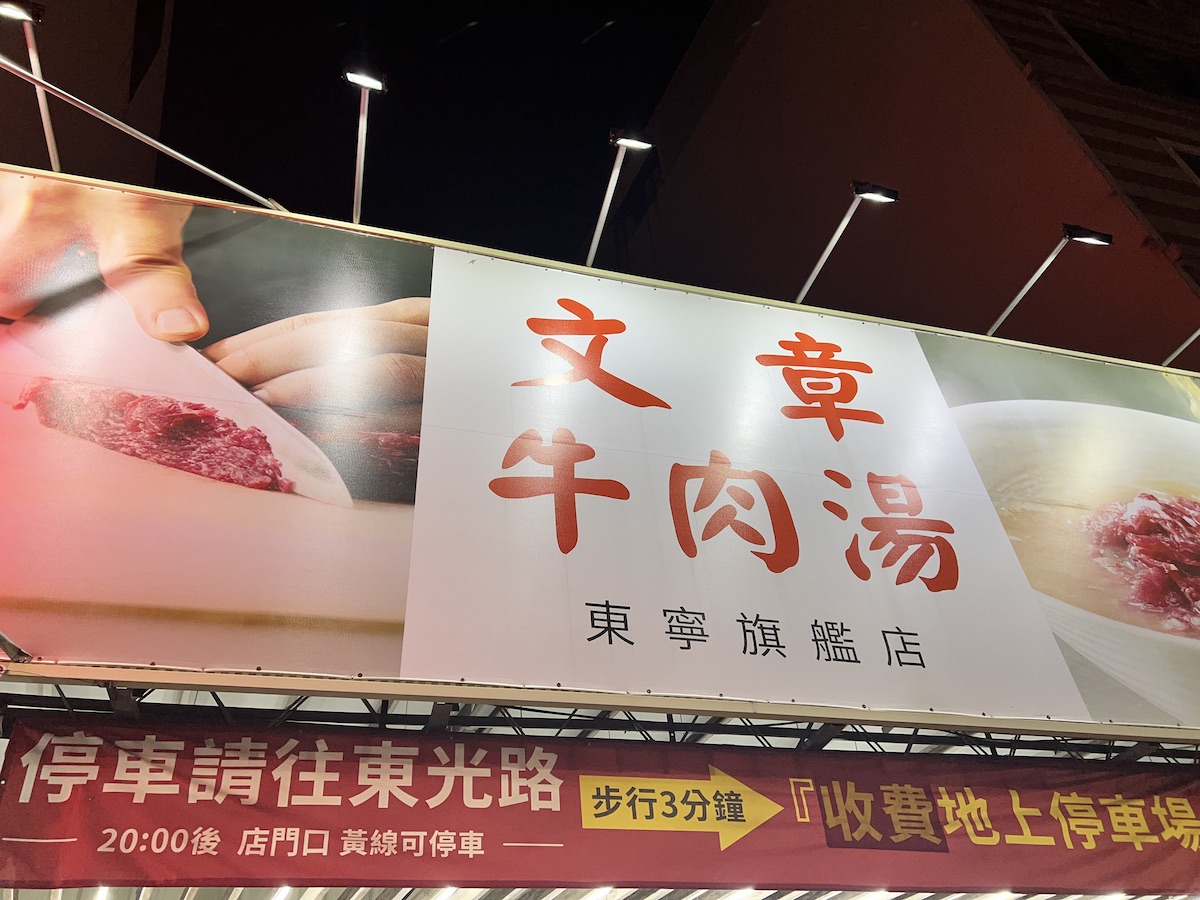 文章
牛肉湯
東寧旗艦店
停車請往東光路
20:00後 店門口 黃線可停車
步行3分鐘
『收費地上停車場